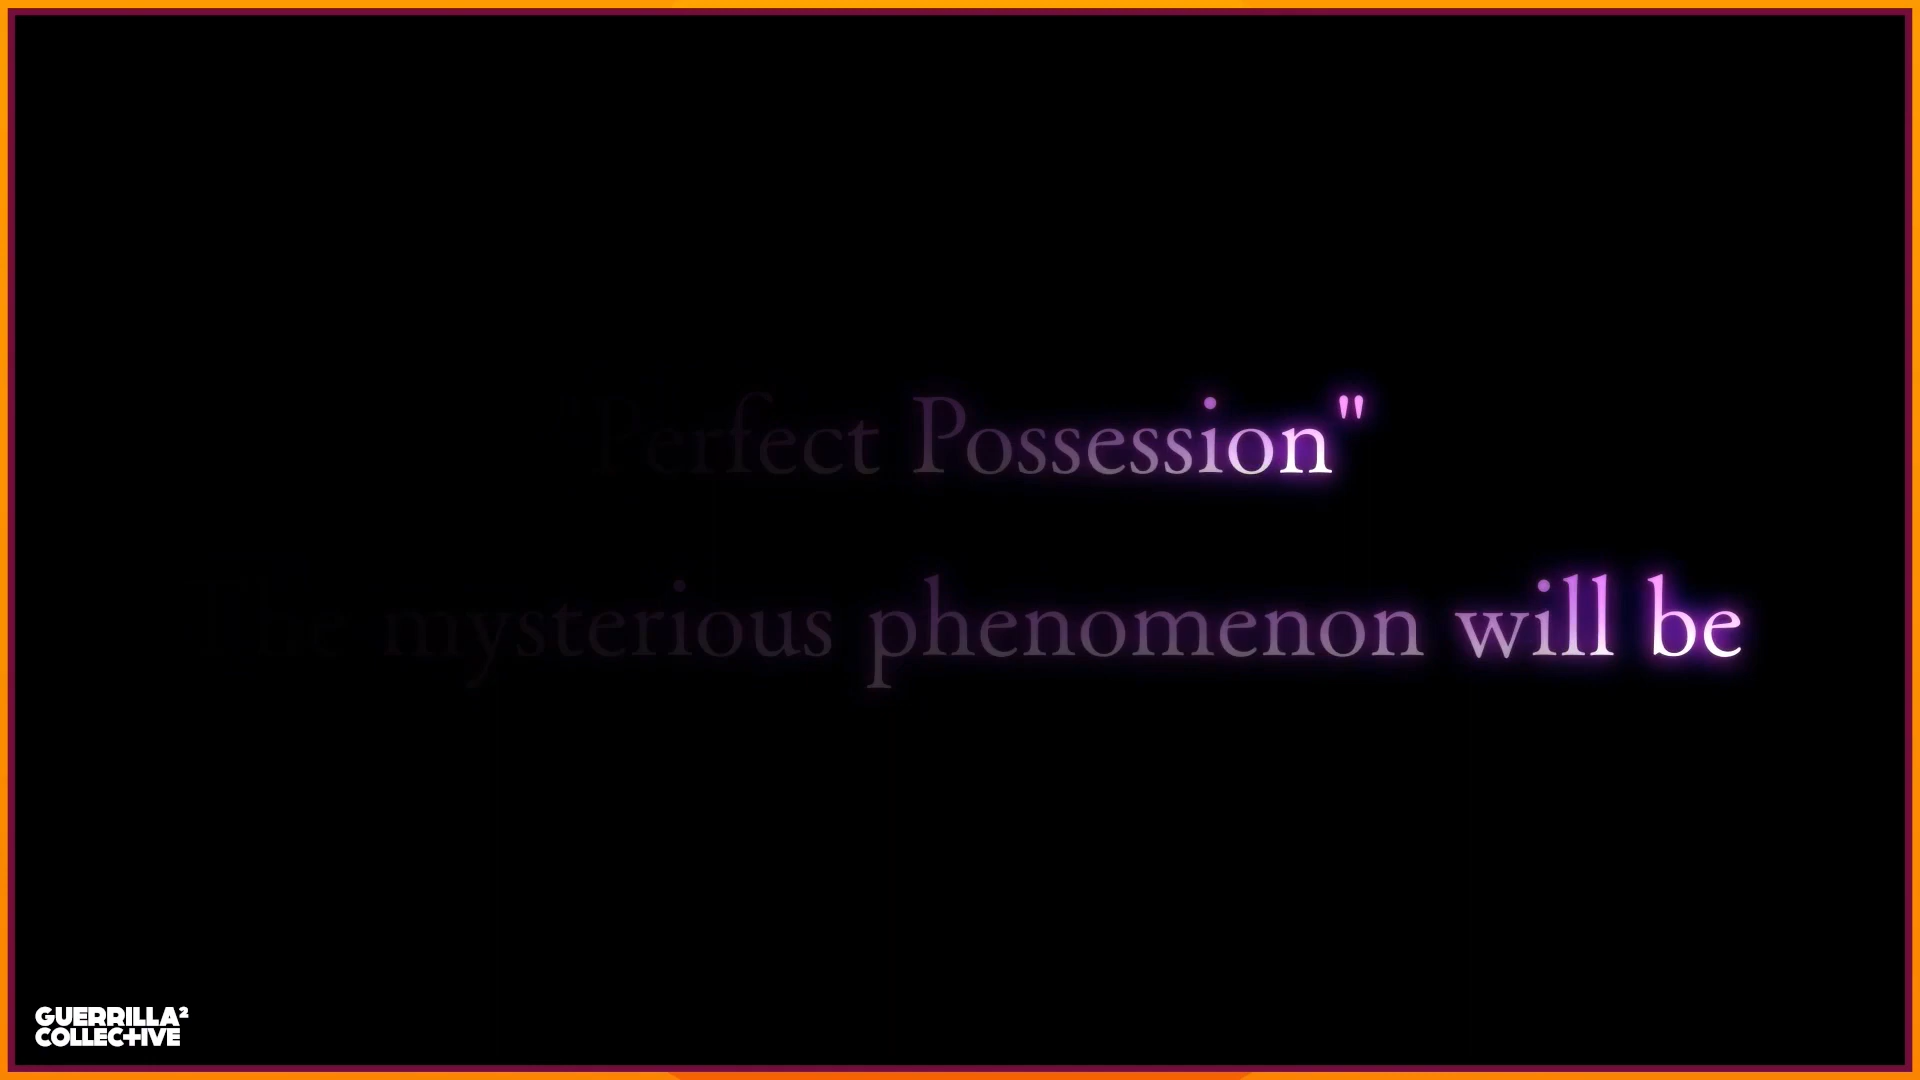 "Perfect Possession"
The mysterious phenomenon will be
GUERRILLA²
COLLECTIVE